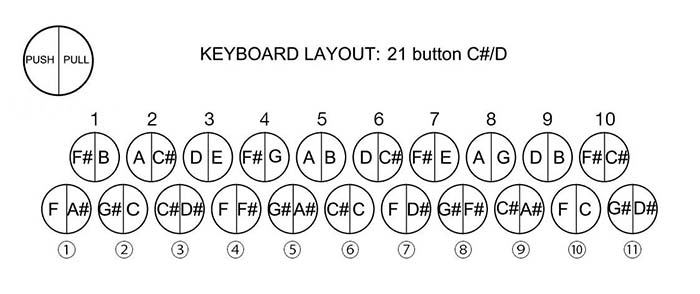 KEYBOARD LAYOUT: 21 button C#/D
PUSH PULL
1 2 3 4 5 6 7 8 9 10
F# B A C# D E F# G A B D C# F# E A G D B F# C#
F A# G# C C# D# F F# G# A# C# C F D# G# F# C# A# F C G# D#
① ② ③ ④ ⑤ ⑥ ⑦ ⑧ ⑨ ⑩ ⑪